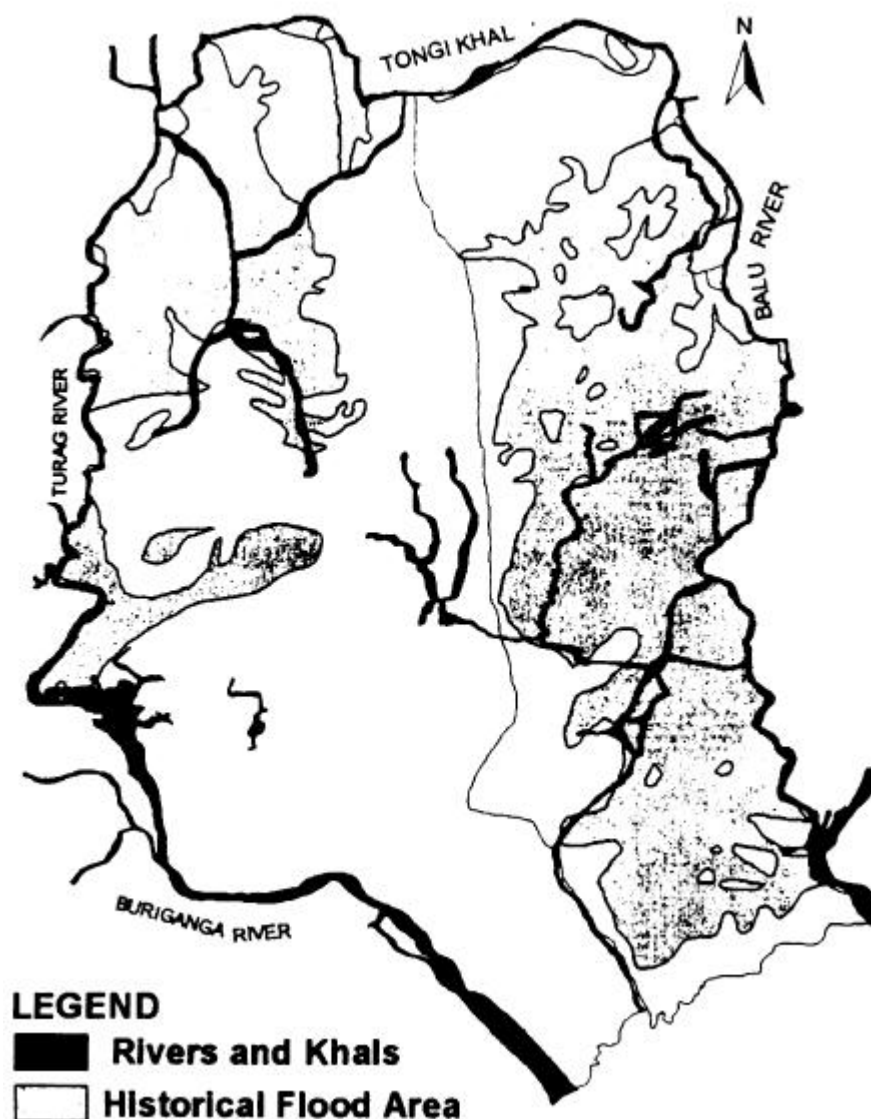 TONGI KHAL
N
BALU RIVER
TURAG RIVER
BURIGANGA RIVER
LEGEND
Rivers and Khals
Historical Flood Area